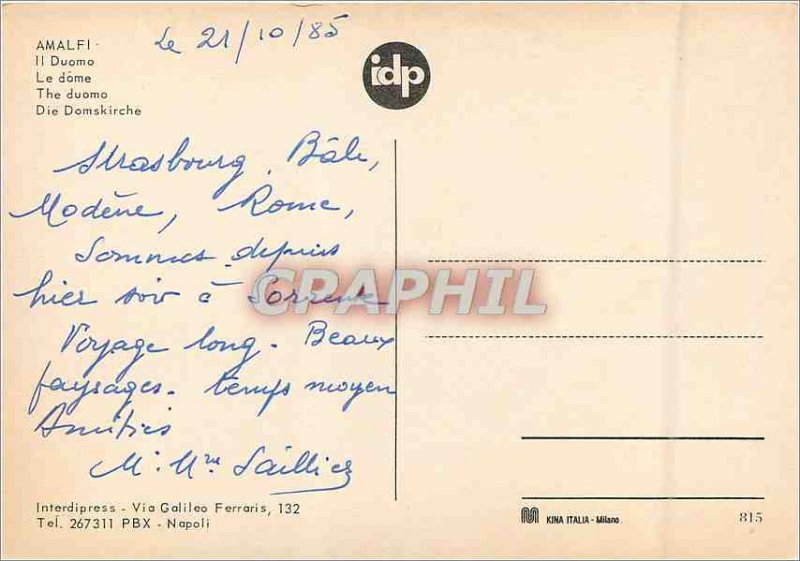 AMALFI -
Il Duomo
Le dôme
The duomo
Die Domskirche
Le 21/10/85
idp
Strasbourg, Bâle,
Modène, Rome,
Sommes depuis
hier soir à Sorrente
Voyage long. Beaux
paysages. temps moyen
Amitiés
M. Mme
CPHIL
Interdipress - Via Galileo Ferraris, 132
Tel. 267311 PBX - Napoli
KINA ITALIA - Milano
815